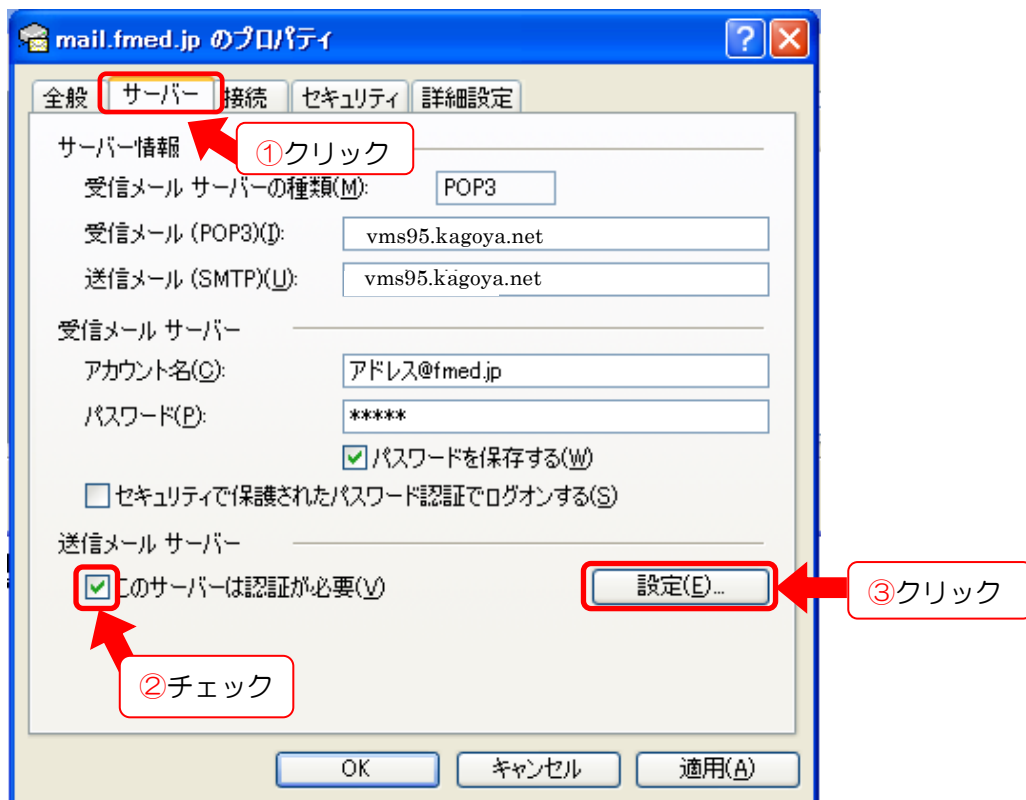 mail.fmed.jp のプロパティ
全般 サーバー 接続 セキュリティ 詳細設定
サーバー情報
①クリック
受信メール サーバーの種類(M): POP3
受信メール (POP3)(I): vms95.kagoya.net
送信メール (SMTP)(U): vms95.kagoya.net
受信メール サーバー
アカウント名(C): アドレス@fmed.jp
パスワード(P): *****
パスワードを保存する(W)
セキュリティで保護されたパスワード認証でログオンする(S)
送信メール サーバー
このサーバーは認証が必要(V) 設定(E)...
③クリック
②チェック
OK キャンセル 適用(A)